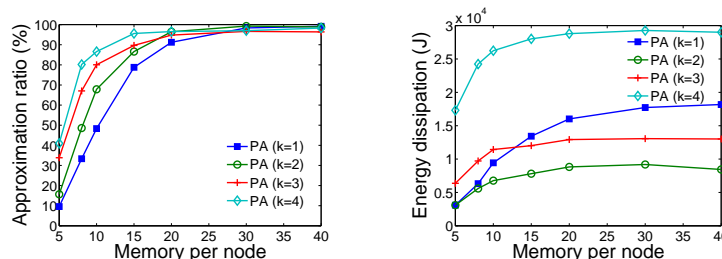 100
90
80
70
60
50
40
30
20
10
0
Approximation ratio (%)
PA (k=1)
PA (k=2)
PA (k=3)
PA (k=4)
5 10 15 20 25 30 35 40
Memory per node
3 x 10^4
2.5
2
1.5
1
0.5
0
Energy dissipation (J)
PA (k=1)
PA (k=2)
PA (k=3)
PA (k=4)
5 10 15 20 25 30 35 40
Memory per node